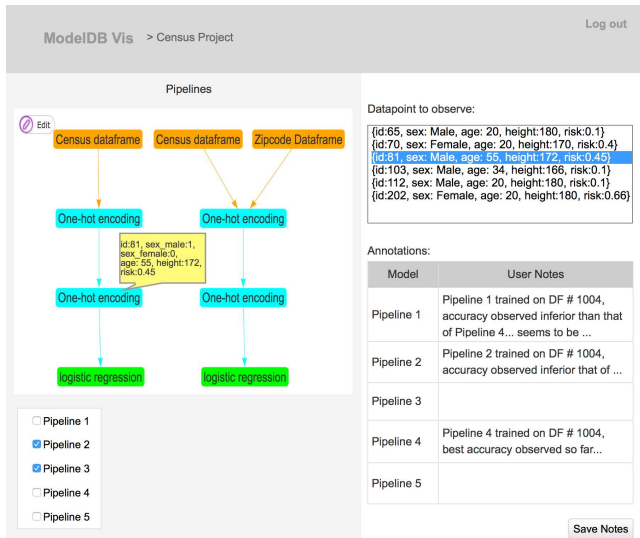 ModelDB Vis > Census Project
Log out
Pipelines
Edit
Census dataframe Census dataframe Zipcode Dataframe
One-hot encoding One-hot encoding
id:81, sex_male:1,
sex_female:0,
age: 55, height:172,
risk:0.45
One-hot encoding One-hot encoding
logistic regression logistic regression
Pipeline 1
Pipeline 2
Pipeline 3
Pipeline 4
Pipeline 5
Datapoint to observe:
{id:65, sex: Male, age: 20, height:180, risk:0.1}
{id:70, sex: Female, age: 20, height:170, risk:0.4}
{id:81, sex: Male, age: 55, height:172, risk:0.45}
{id:103, sex: Male, age: 34, height:166, risk:0.1}
{id:112, sex: Male, age: 20, height:180, risk:0.1}
{id:202, sex: Female, age: 20, height:180, risk:0.66}
Annotations:
Model User Notes
Pipeline 1
Pipeline 1 trained on DF # 1004,
accuracy observed inferior than that
of Pipeline 4... seems to be ...
Pipeline 2
Pipeline 2 trained on DF # 1004,
accuracy observed inferior that of ...
Pipeline 3
Pipeline 4
Pipeline 4 trained on DF # 1004,
best accuracy observed so far...
Pipeline 5
Save Notes